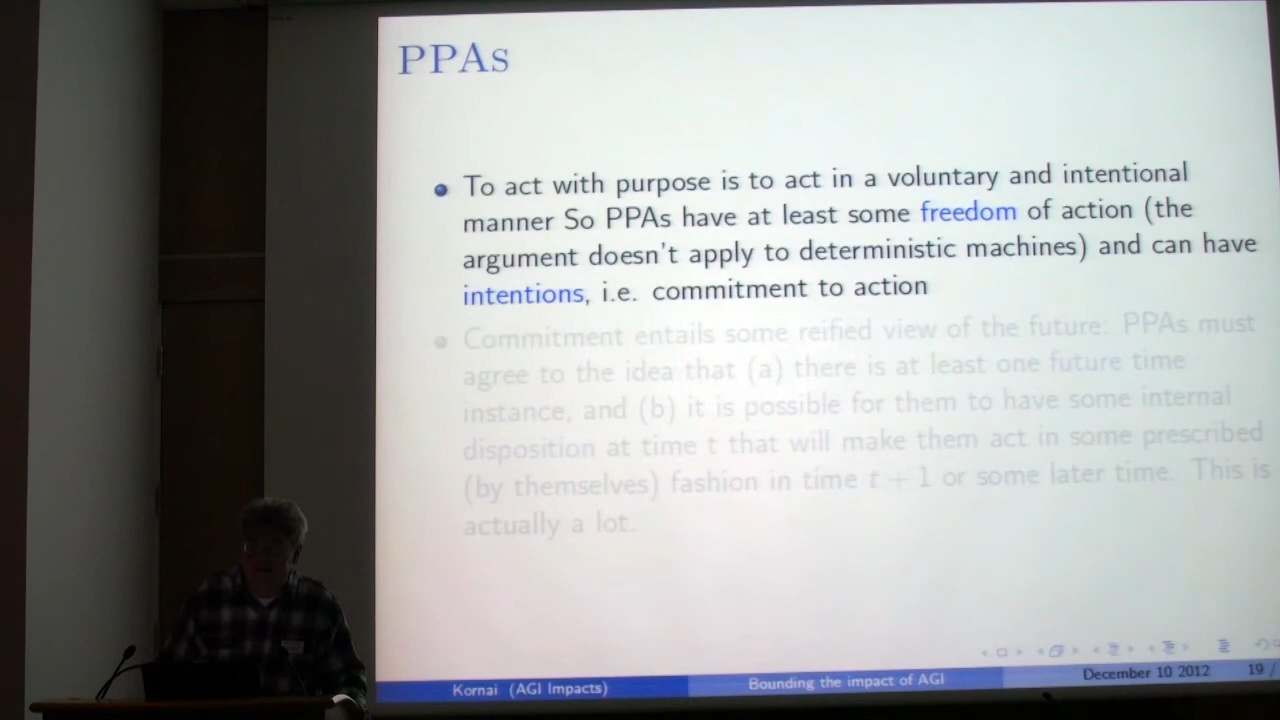 PPAs
To act with purpose is to act in a voluntary and intentional
manner So PPAs have at least some freedom of action (the
argument doesn't apply to deterministic machines) and can have
intentions, i.e. commitment to action
Commitment entails some reified view of the future: PPAs must
agree to the idea that (a) there is at least one future time
instance, and (b) it is possible for them to have some internal
disposition at time t that will make them act in some prescribed
(by themselves) fashion in time t + 1 or some later time. This is
actually a lot.
Kornai (AGI Impacts) Bounding the impact of AGI December 10 2012 19 /